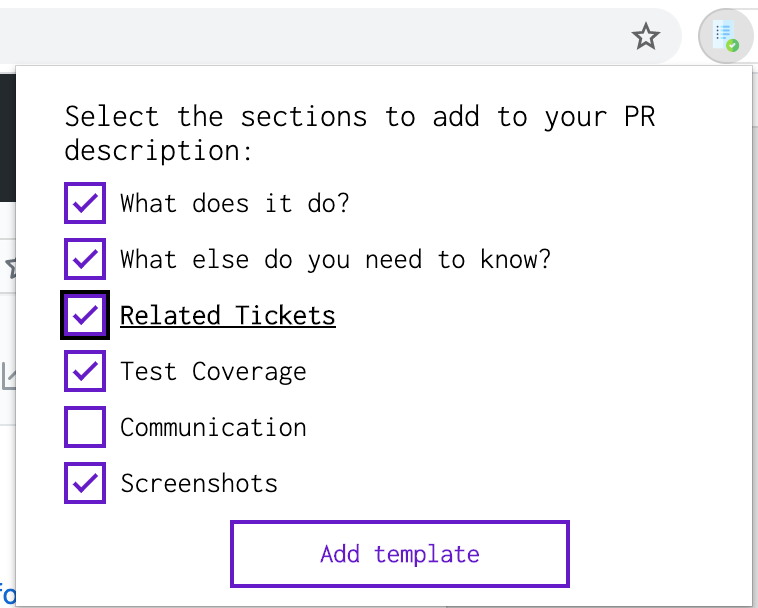 Select the sections to add to your PR
description:
What does it do?
What else do you need to know?
Related Tickets
Test Coverage
Communication
Screenshots
Add template
fo